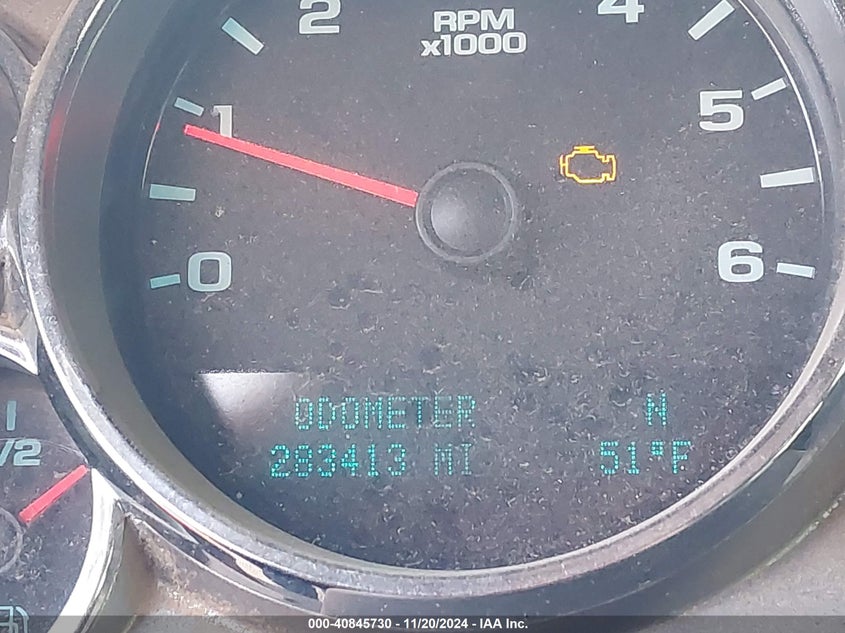 2 4
RPM
x1000
1 5
0 6
ODOMETER N
283413 MI 51°F
1
/2
000-40845730 - 11/20/2024 - IAA Inc.